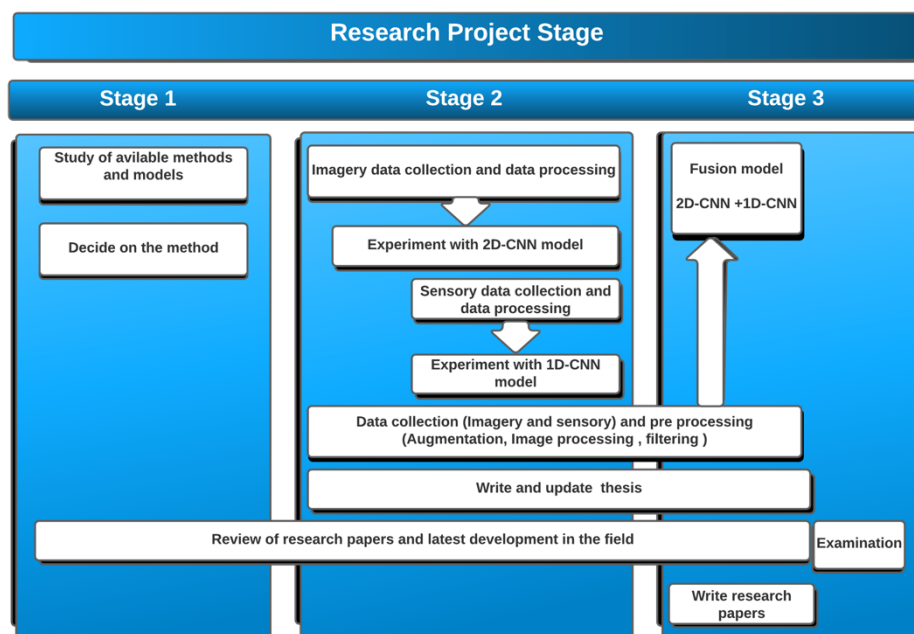 Research Project Stage
Stage 1
Stage 2
Stage 3
Study of avilable methods
and models
Decide on the method
Imagery data collection and data processing
Experiment with 2D-CNN model
Sensory data collection and
data processing
Experiment with 1D-CNN
model
Fusion model
2D-CNN +1D-CNN
Data collection (Imagery and sensory) and pre processing
(Augmentation, Image processing , filtering )
Write and update thesis
Review of research papers and latest development in the field
Examination
Write research
papers